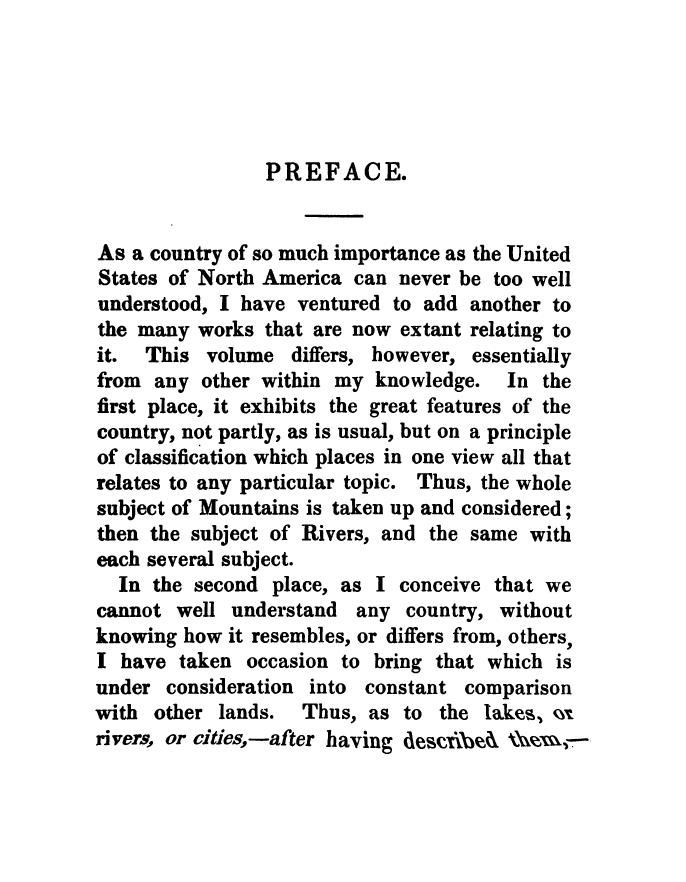 PREFACE.
As a country of so much importance as the United
States of North America can never be too well
understood, I have ventured to add another to
the many works that are now extant relating to
it. This volume differs, however, essentially
from any other within my knowledge. In the
first place, it exhibits the great features of the
country, not partly, as is usual, but on a principle
of classification which places in one view all that
relates to any particular topic. Thus, the whole
subject of Mountains is taken up and considered;
then the subject of Rivers, and the same with
each several subject.
In the second place, as I conceive that we
cannot well understand any country, without
knowing how it resembles, or differs from, others,
I have taken occasion to bring that which is
under consideration into constant comparison
with other lands. Thus, as to the lakes, or
rivers, or cities,—after having described them,—